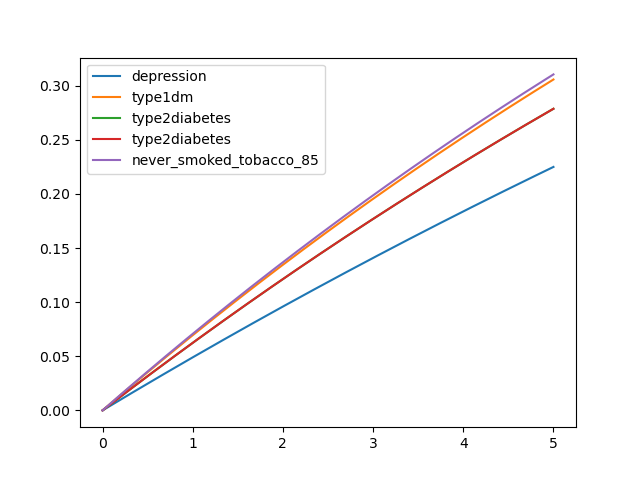 depression
type1dm
type2diabetes
type2diabetes
never_smoked_tobacco_85
0.30
0.25
0.20
0.15
0.10
0.05
0.00
0 1 2 3 4 5